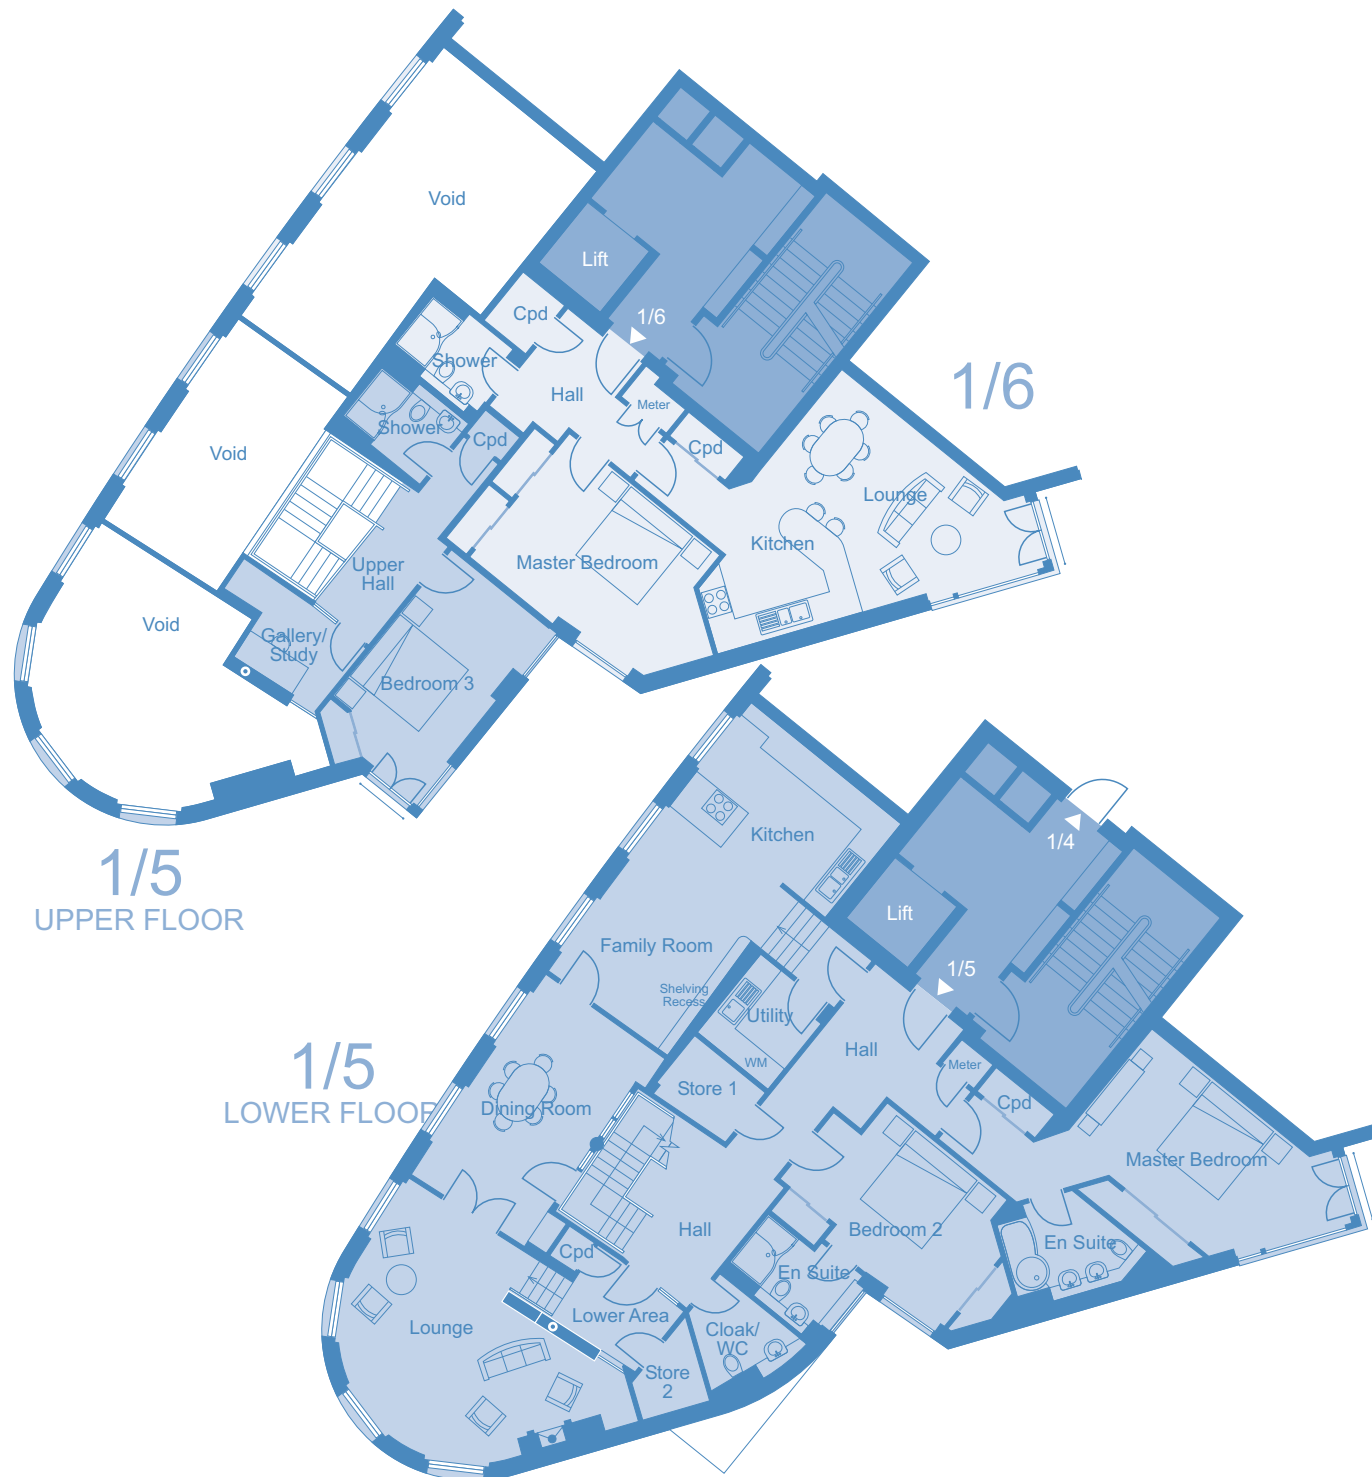 Void
Lift
1/6
Cpd
Shower
Hall
Meter
1/6
Shower
Cpd
Cpd
Void
Lounge
Kitchen
Master Bedroom
Upper
Hall
Void
Gallery/
Study
Bedroom 3
1/5
UPPER FLOOR
Kitchen
1/4
Lift
Family Room
1/5
Shelving
Recess
Utility
Hall
WM
Meter
1/5
LOWER FLOOR
Store 1
Cpd
Dining Room
Master Bedroom
Hall
Bedroom 2
Cpd
En Suite
En Suite
Lower Area
Lounge
Cloak/
WC
Store
2